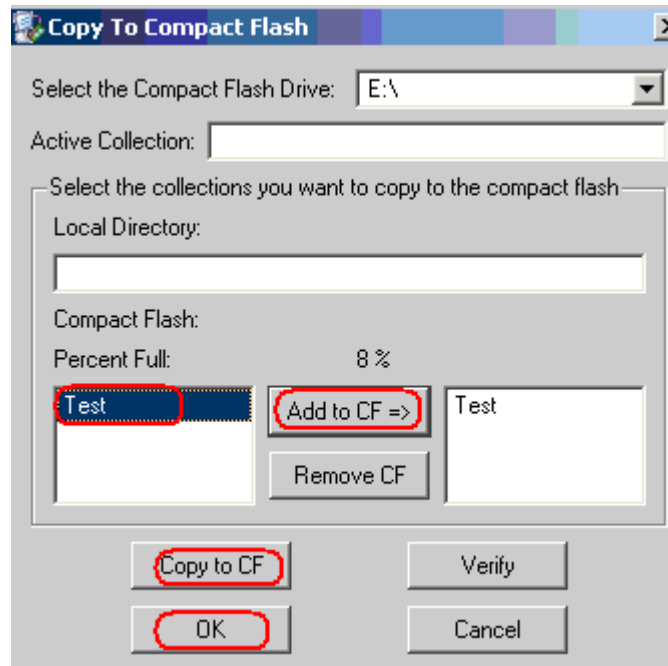 Copy To Compact Flash
Select the Compact Flash Drive: E:\
Active Collection:
Select the collections you want to copy to the compact flash
Local Directory:
Compact Flash:
Percent Full: 8 %
Test Add to CF => Test
Remove CF
Copy to CF Verify
OK Cancel